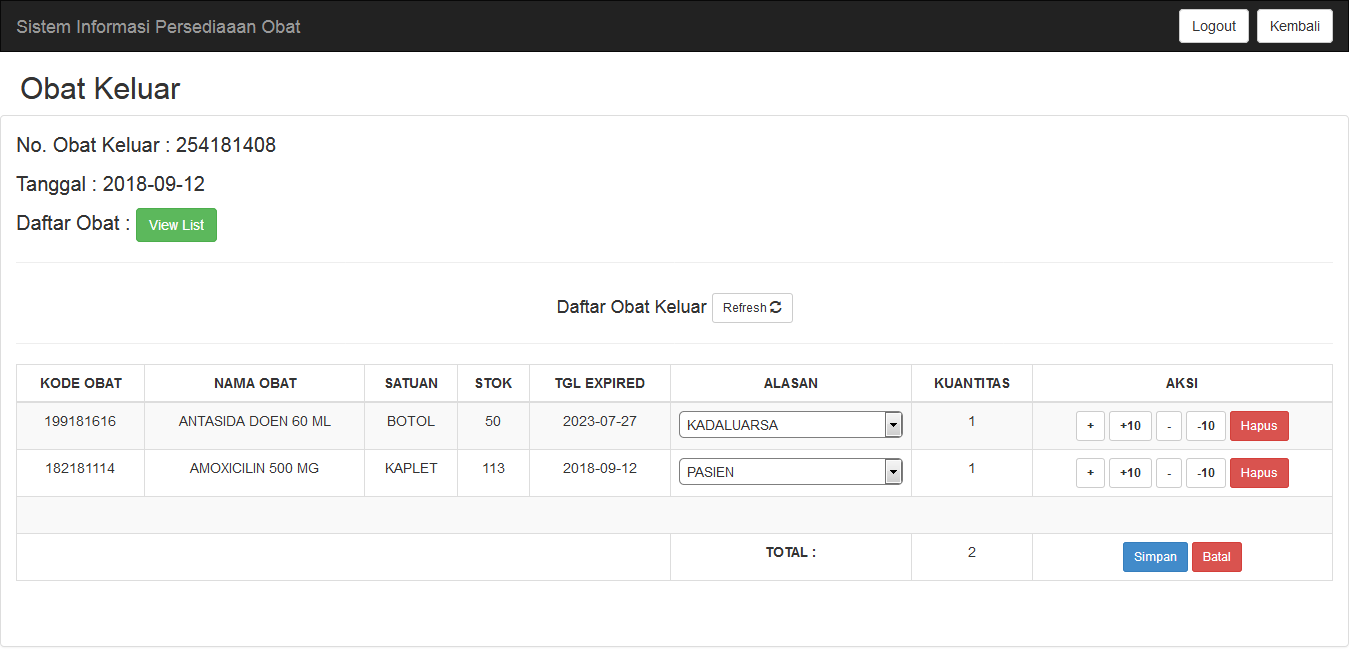 Sistem Informasi Persediaaan Obat Logout Kembali
Obat Keluar
No. Obat Keluar : 254181408
Tanggal : 2018-09-12
Daftar Obat : View List
Daftar Obat Keluar Refresh
KODE OBAT NAMA OBAT SATUAN STOK TGL EXPIRED ALASAN KUANTITAS AKSI
199181616 ANTASIDA DOEN 60 ML BOTOL 50 2023-07-27 KADALUARSA 1 + +10 - -10 Hapus
182181114 AMOXICILIN 500 MG KAPLET 113 2018-09-12 PASIEN 1 + +10 - -10 Hapus
TOTAL : 2 Simpan Batal